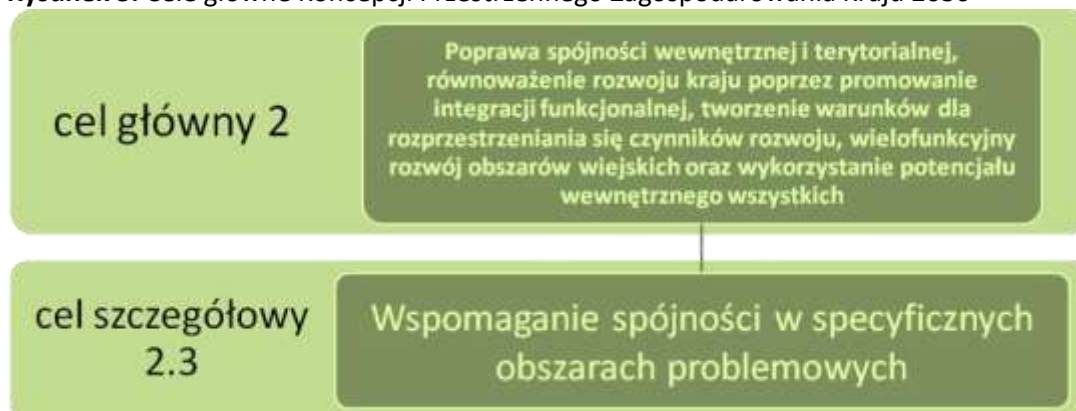 cel główny 2
Poprawa spójności wewnętrznej i terytorialnej,
równoważenie rozwoju kraju poprzez promowanie
integracji funkcjonalnej, tworzenie warunków dla
rozprzestrzeniania się czynników rozwoju, wielofunkcyjny
rozwój obszarów wiejskich oraz wykorzystanie potencjału
wewnętrznego wszystkich
cel szczegółowy
2.3
Wspomaganie spójności w specyficznych
obszarach problemowych